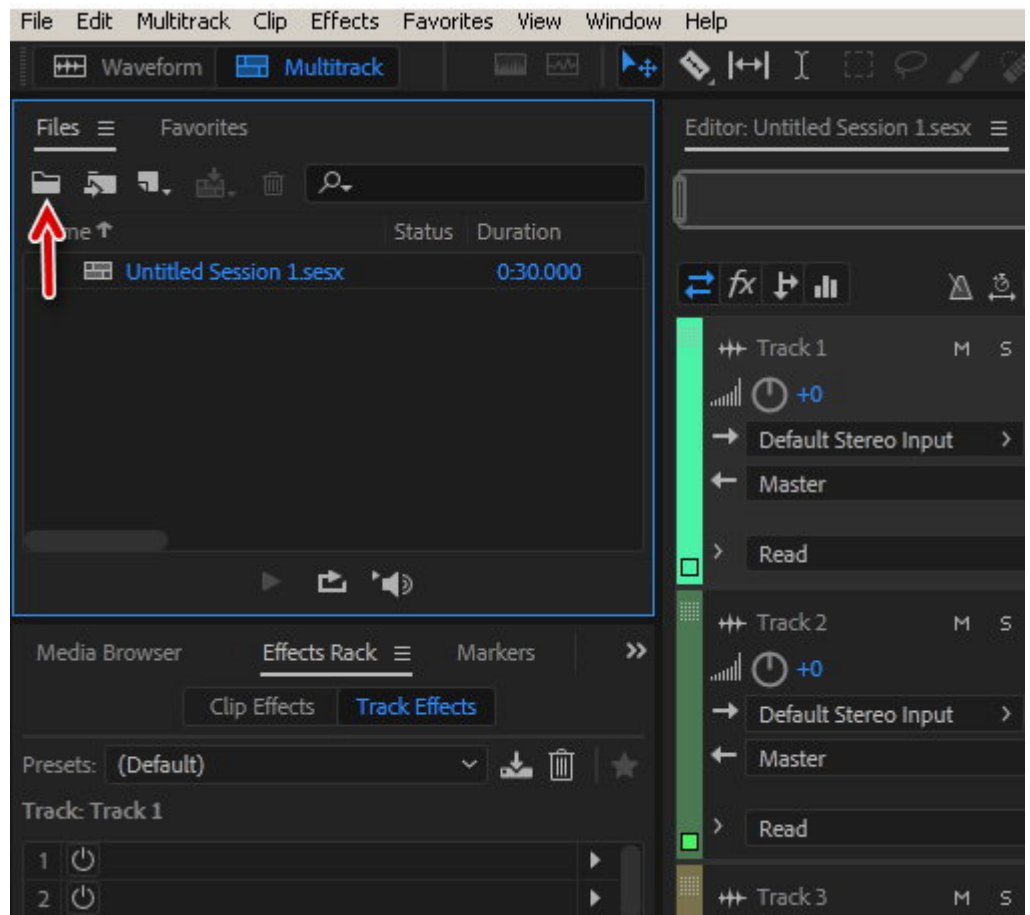 File Edit Multitrack Clip Effects Favorites View Window Help
Waveform Multitrack
Files Favorites
Status Duration
Untitled Session 1.sesx 0:30.000
Media Browser Effects Rack Markers
Clip Effects Track Effects
Presets: (Default)
Track: Track 1
1
2
Editor: Untitled Session 1.sesx
fx
Track 1 M S
+0
Default Stereo Input
Master
Read
Track 2 M S
+0
Default Stereo Input
Master
Read
Track 3 M S